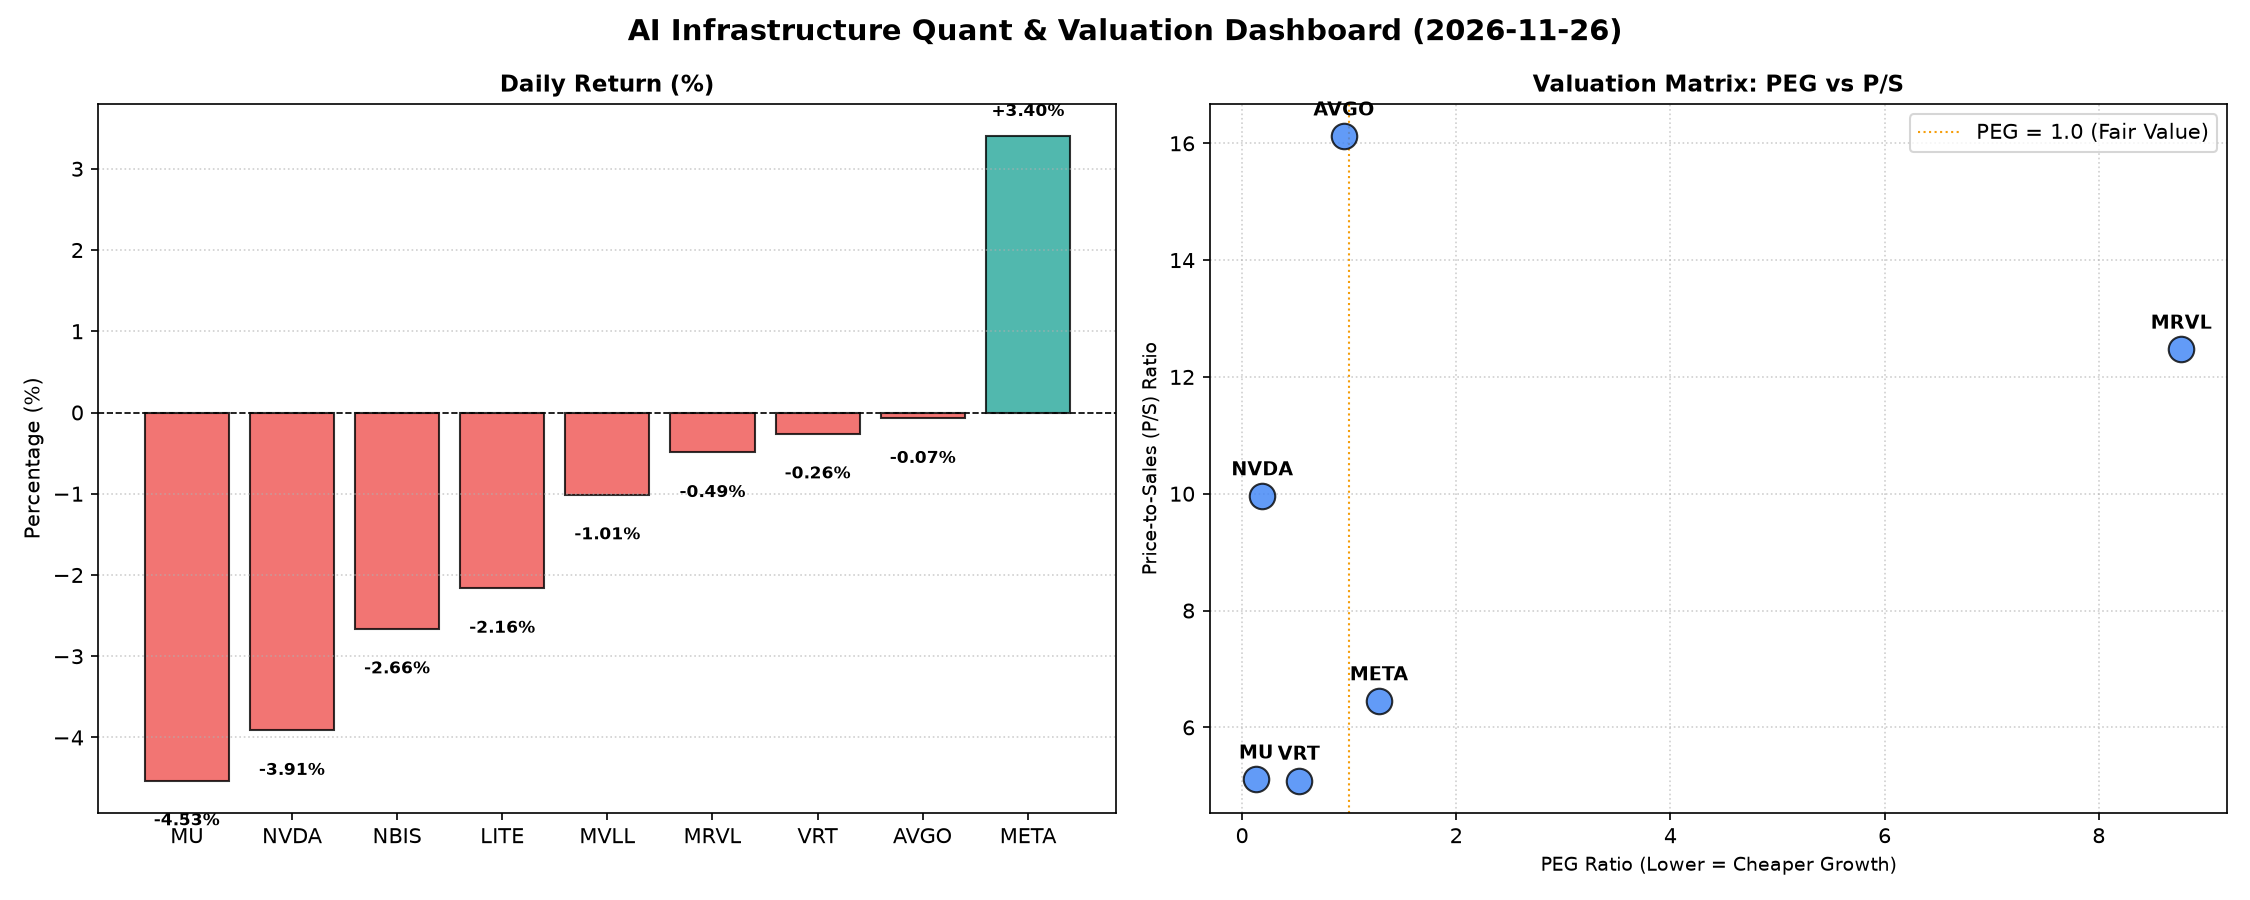 AI Infrastructure Quant & Valuation Dashboard (2026-11-26)
Daily Return (%)
Percentage (%)
3
2
1
0
−1
−2
−3
−4
-4.53%
-3.91%
-2.66%
-2.16%
-1.01%
-0.49%
-0.26%
-0.07%
+3.40%
MU
NVDA
NBIS
LITE
MVLL
MRVL
VRT
AVGO
META
Valuation Matrix: PEG vs P/S
PEG = 1.0 (Fair Value)
Price-to-Sales (P/S) Ratio
16
14
12
10
8
6
AVGO
MRVL
NVDA
META
MU
VRT
0
2
4
6
8
PEG Ratio (Lower = Cheaper Growth)